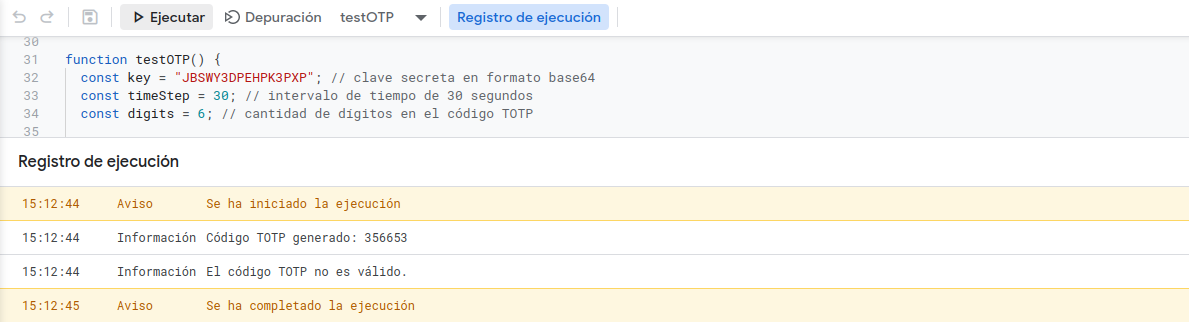 Ejecutar Depuración testOTP Registro de ejecución
30
31 function testOTP() {
32 const key = "JBSWY3DPEHPK3PXP"; // clave secreta en formato base64
33 const timeStep = 30; // intervalo de tiempo de 30 segundos
34 const digits = 6; // cantidad de dígitos en el código TOTP
35
Registro de ejecución
15:12:44 Aviso Se ha iniciado la ejecución
15:12:44 Información Código TOTP generado: 356653
15:12:44 Información El código TOTP no es válido.
15:12:45 Aviso Se ha completado la ejecución